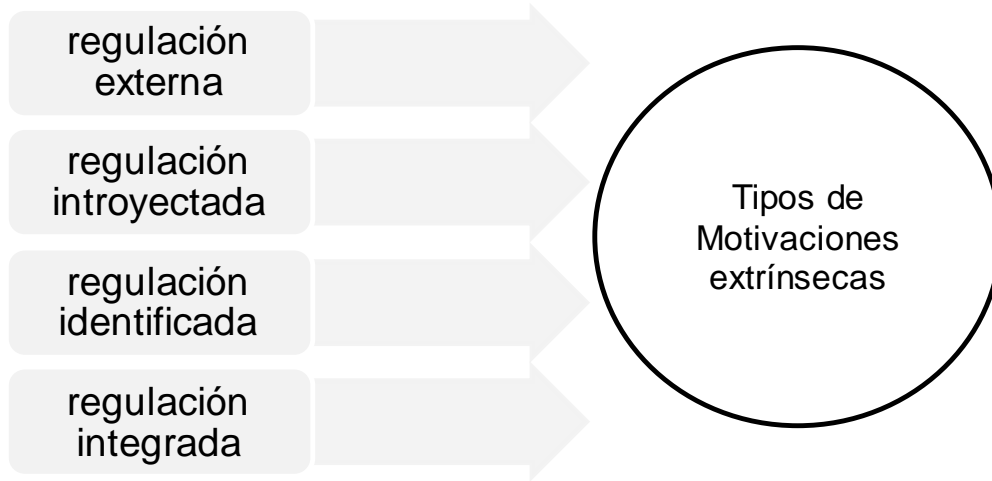 regulación
externa
regulación
introyectada
regulación
identificada
regulación
integrada
Tipos de
Motivaciones
extrínsecas